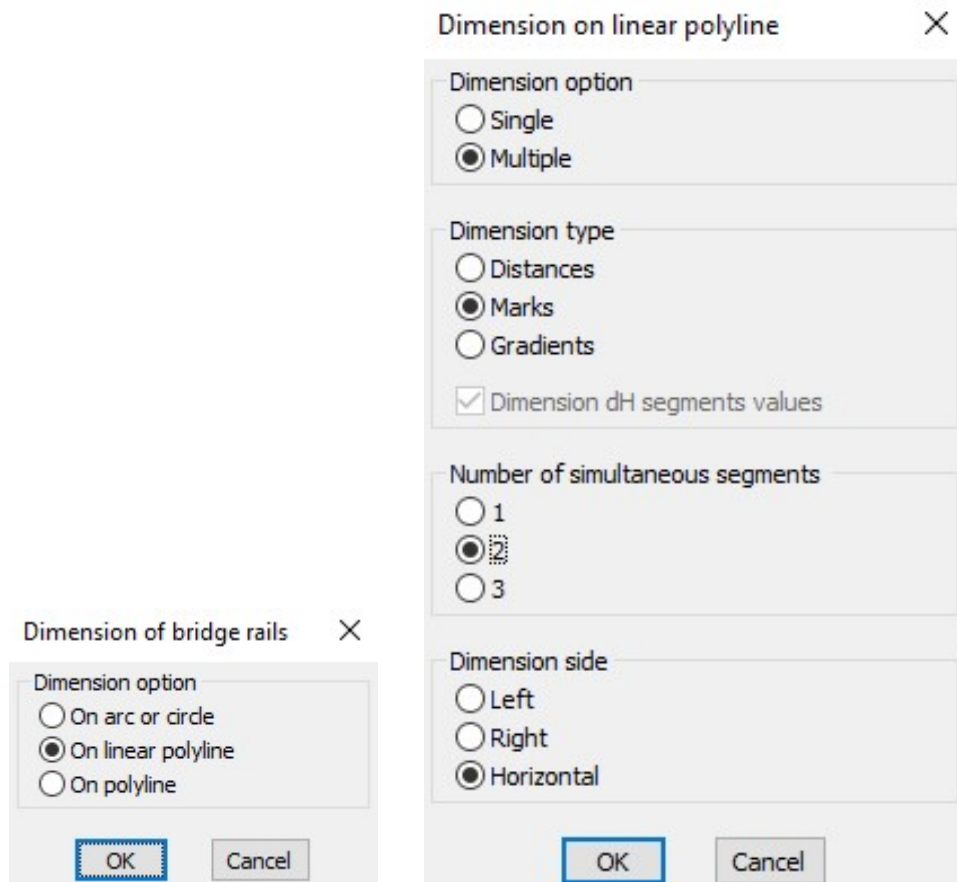 Dimension of bridge rails
Dimension option
On arc or circle
On linear polyline
On polyline
OK
Cancel
Dimension on linear polyline
Dimension option
Single
Multiple
Dimension type
Distances
Marks
Gradients
Dimension dH segments values
Number of simultaneous segments
1
2
3
Dimension side
Left
Right
Horizontal
OK
Cancel